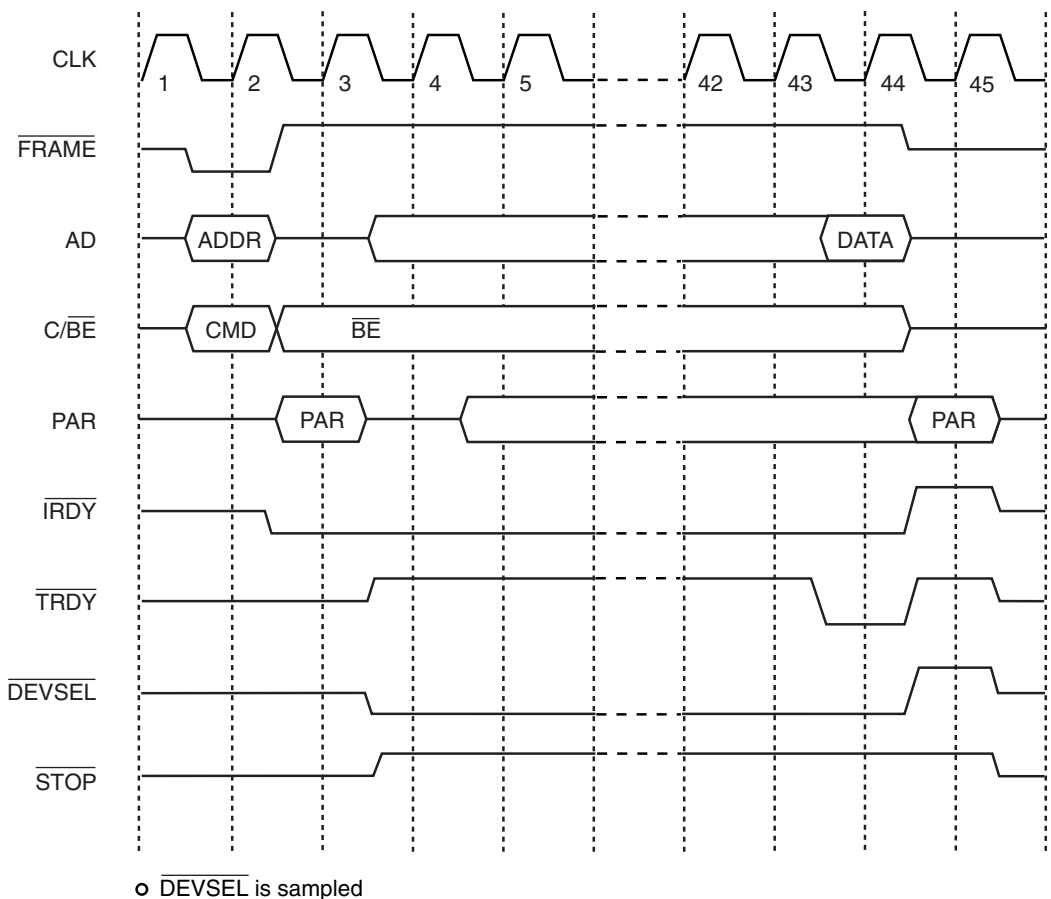 CLK
1 2 3 4 5 42 43 44 45
FRAME
AD ADDR DATA
C/BE CMD BE
PAR PAR PAR
IRDY
TRDY
DEVSEL
STOP
DEVSEL is sampled